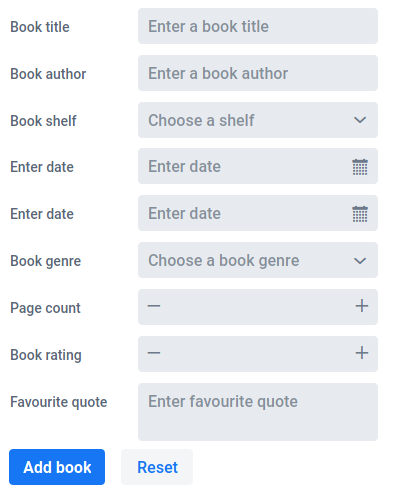 Book title Enter a book title
Book author Enter a book author
Book shelf Choose a shelf
Enter date Enter date
Enter date Enter date
Book genre Choose a book genre
Page count
Book rating
Favourite quote Enter favourite quote
Add book Reset